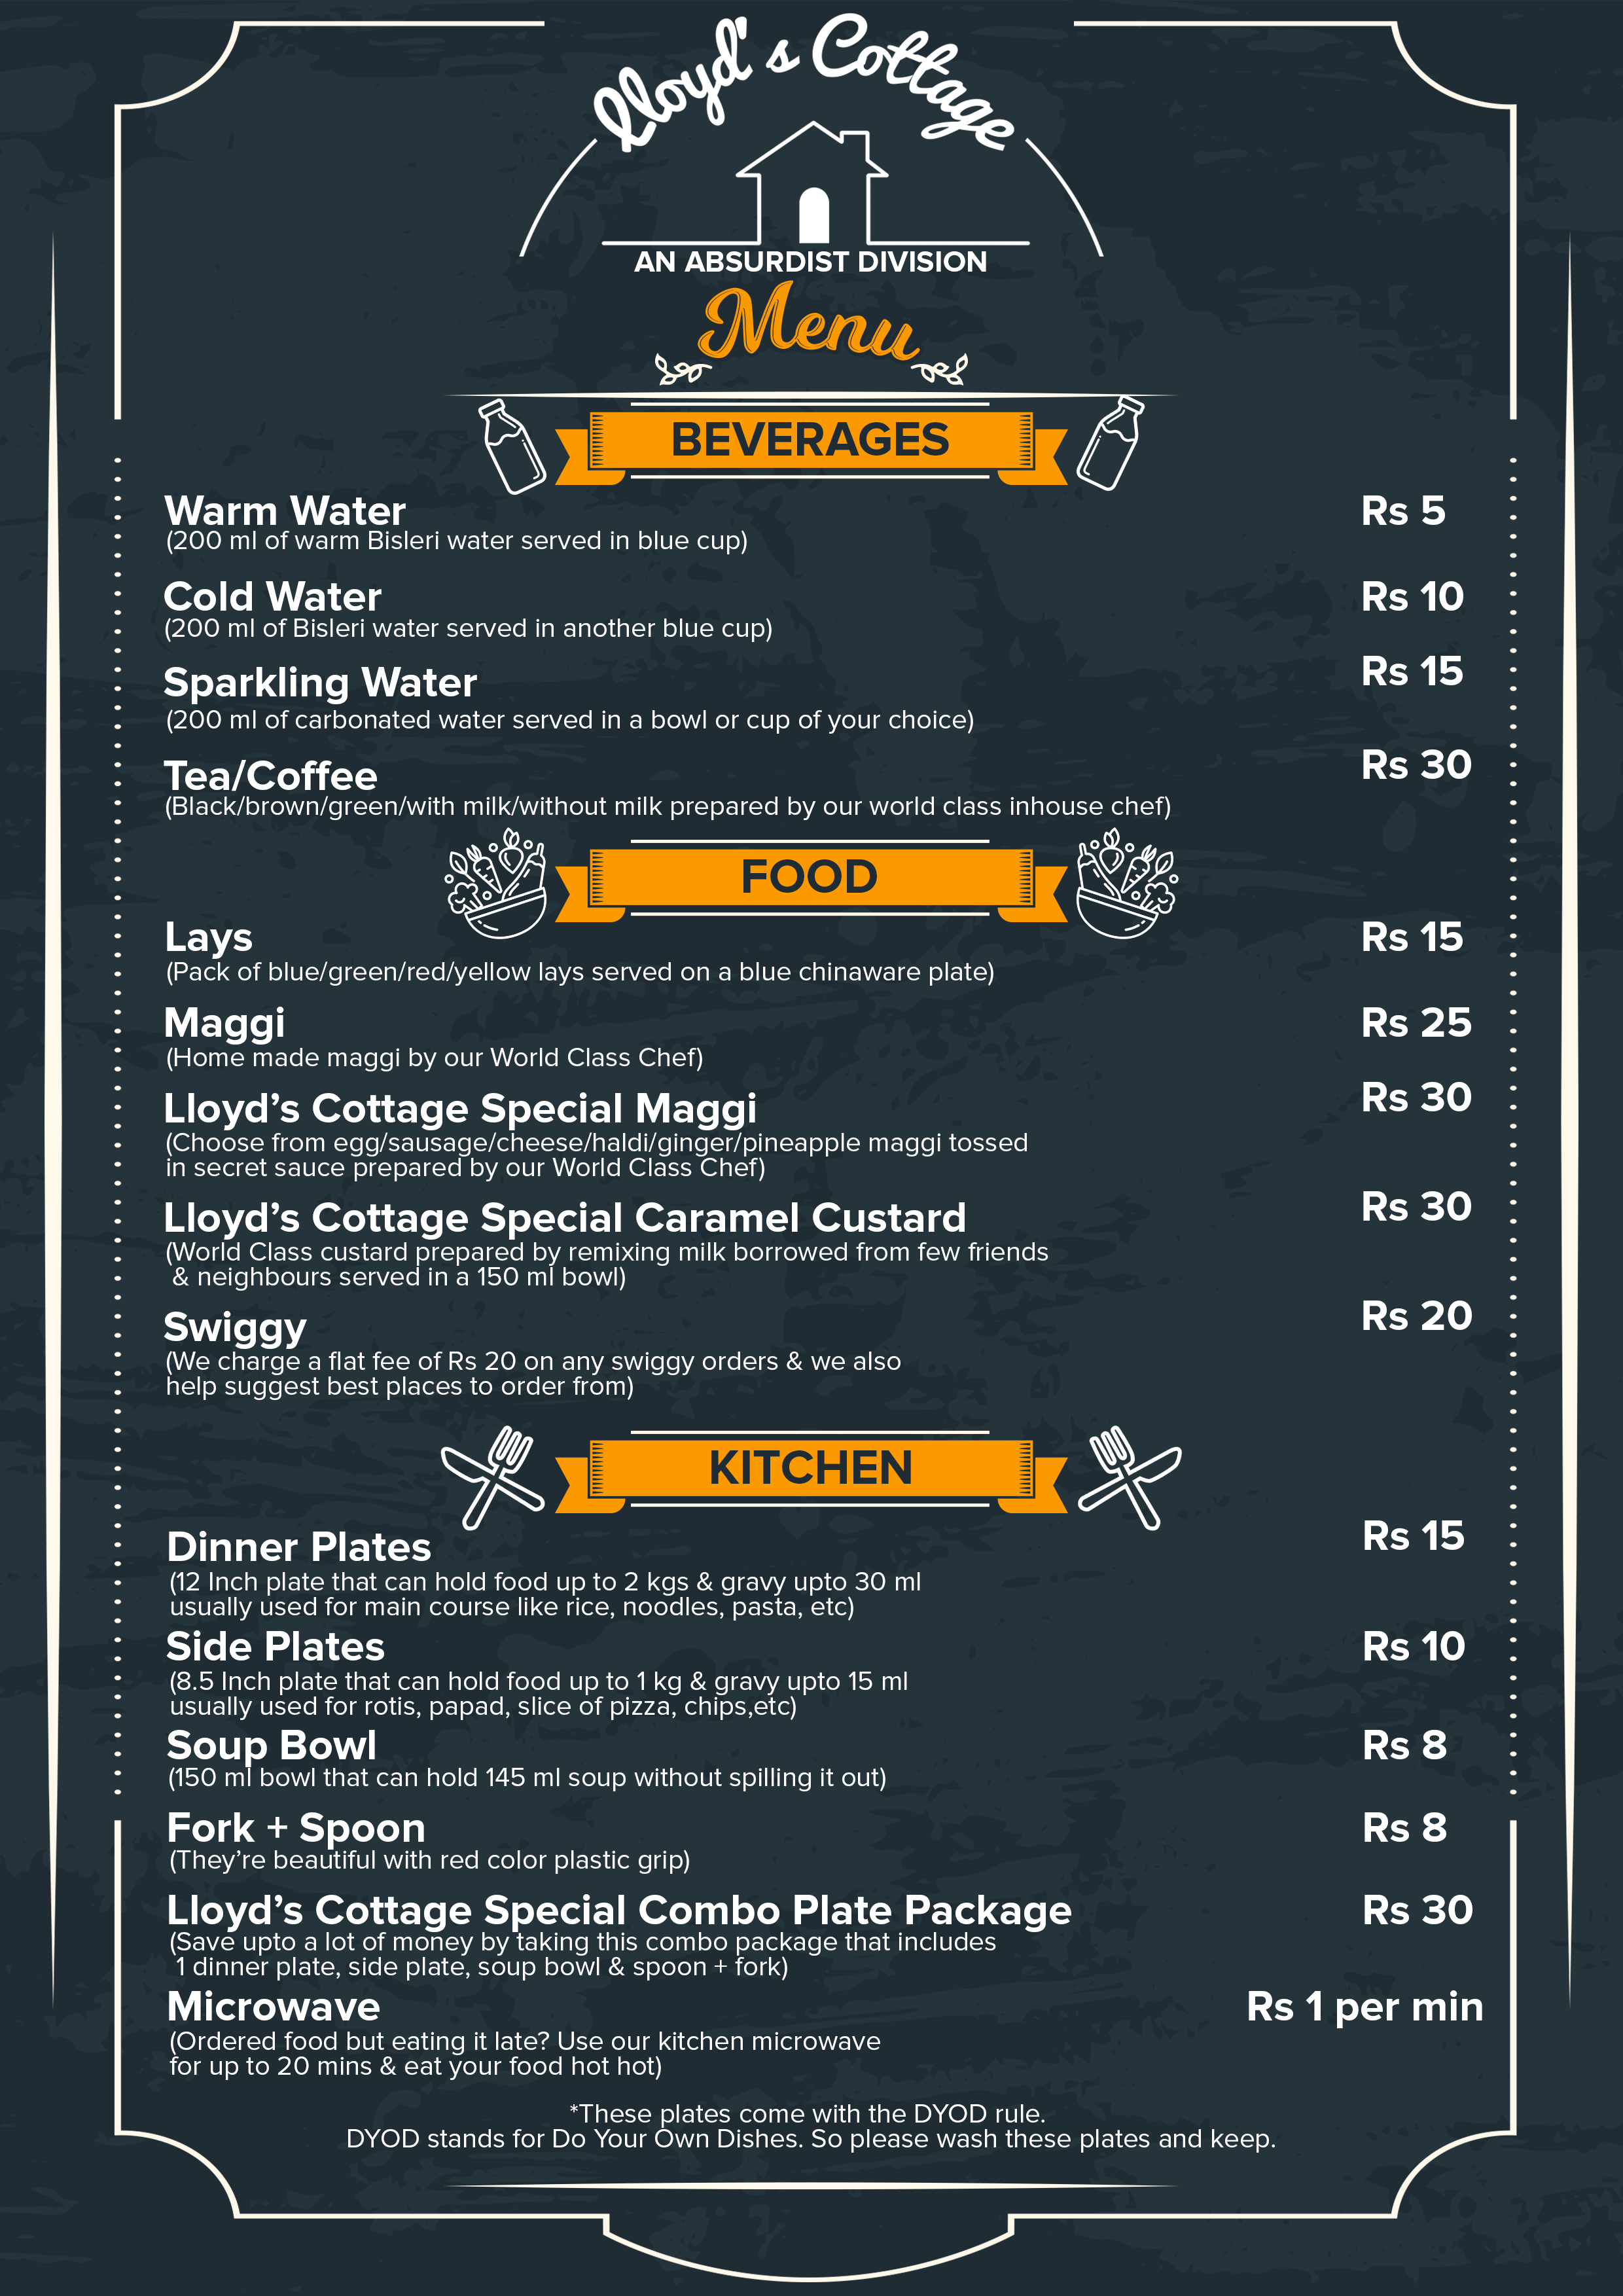 Lloyd's Cottage
AN ABSURDIST DIVISION
Menu
BEVERAGES
Warm Water Rs 5
(200 ml of warm Bisleri water served in blue cup)
Cold Water Rs 10
(200 ml of Bisleri water served in another blue cup)
Sparkling Water Rs 15
(200 ml of carbonated water served in a bowl or cup of your choice)
Tea/Coffee Rs 30
(Black/brown/green/with milk/without milk prepared by our world class inhouse chef)
FOOD
Lays Rs 15
(Pack of blue/green/red/yellow lays served on a blue chinaware plate)
Maggi Rs 25
(Home made maggi by our World Class Chef)
Lloyd’s Cottage Special Maggi Rs 30
(Choose from egg/sausage/cheese/haldi/ginger/pineapple maggi tossed
in secret sauce prepared by our World Class Chef)
Lloyd’s Cottage Special Caramel Custard Rs 30
(World Class custard prepared by remixing milk borrowed from few friends
& neighbours served in a 150 ml bowl)
Swiggy Rs 20
(We charge a flat fee of Rs 20 on any swiggy orders & we also
help suggest best places to order from)
KITCHEN
Dinner Plates Rs 15
(12 Inch plate that can hold food up to 2 kgs & gravy upto 30 ml
usually used for main course like rice, noodles, pasta, etc)
Side Plates Rs 10
(8.5 Inch plate that can hold food up to 1 kg & gravy upto 15 ml
usually used for rotis, papad, slice of pizza, chips,etc)
Soup Bowl Rs 8
(150 ml bowl that can hold 145 ml soup without spilling it out)
Fork + Spoon Rs 8
(They’re beautiful with red color plastic grip)
Lloyd’s Cottage Special Combo Plate Package Rs 30
(Save upto a lot of money by taking this combo package that includes
1 dinner plate, side plate, soup bowl & spoon + fork)
Microwave Rs 1 per min
(Ordered food but eating it late? Use our kitchen microwave
for up to 20 mins & eat your food hot hot)
*These plates come with the DYOD rule.
DYOD stands for Do Your Own Dishes. So please wash these plates and keep.